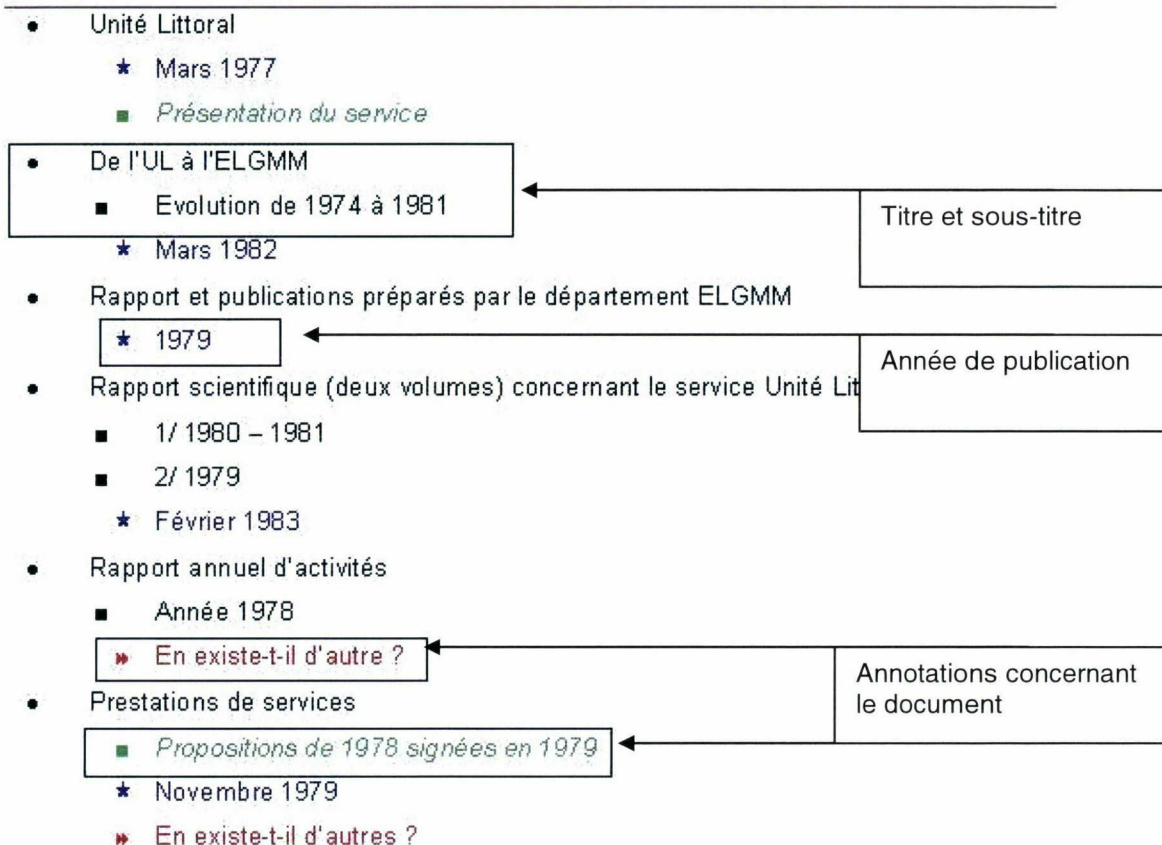 Unité Littoral
Mars 1977
Présentation du service
De l'UL à l'ELGMM
Evolution de 1974 à 1981
Titre et sous-titre
Mars 1982
Rapport et publications préparés par le département ELGMM
1979
Année de publication
Rapport scientifique (deux volumes) concernant le service Unité Lit
1/ 1980 – 1981
2/ 1979
Février 1983
Rapport annuel d'activités
Année 1978
En existe-t-il d'autre ?
Annotations concernant
le document
Prestations de services
Propositions de 1978 signées en 1979
Novembre 1979
En existe-t-il d'autres ?